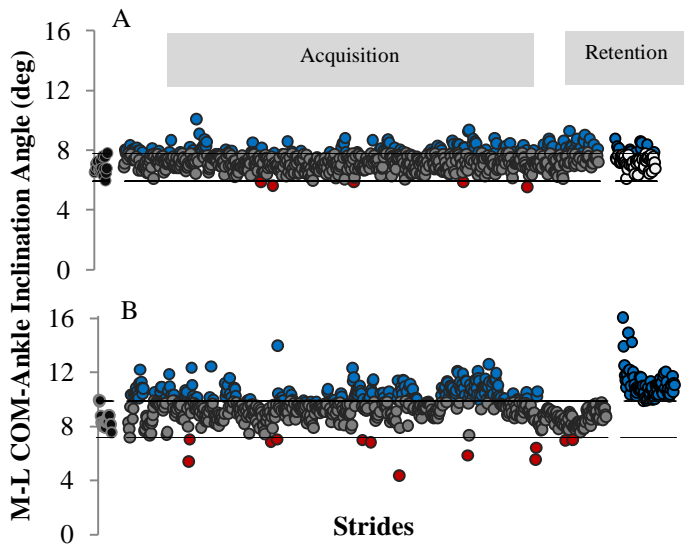 M-L COM-Ankle Inclination Angle (deg)
A
Acquisition
Retention
16
12
8
4
0
B
16
12
8
4
0
Strides